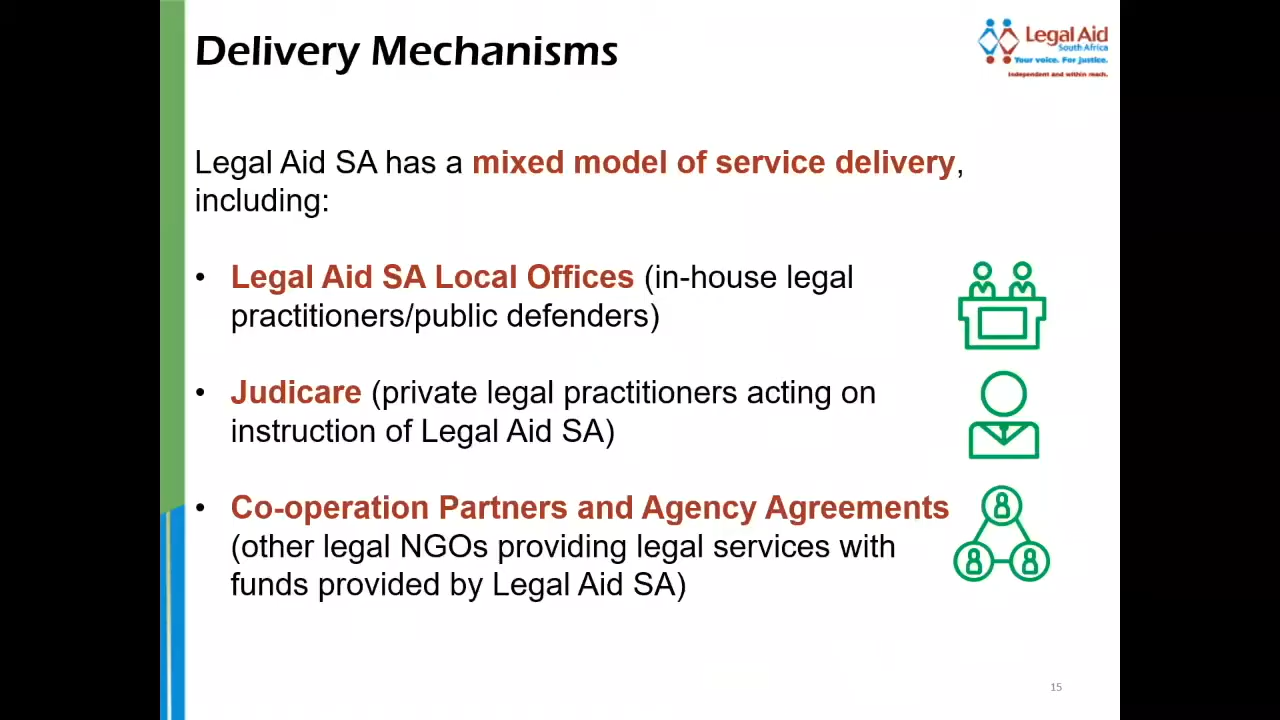 Delivery Mechanisms
Legal Aid
South Africa
Your voice. For justice.
Independent and within reach.
Legal Aid SA has a mixed model of service delivery,
including:
• Legal Aid SA Local Offices (in-house legal
practitioners/public defenders)
• Judicare (private legal practitioners acting on
instruction of Legal Aid SA)
• Co-operation Partners and Agency Agreements
(other legal NGOs providing legal services with
funds provided by Legal Aid SA)
15